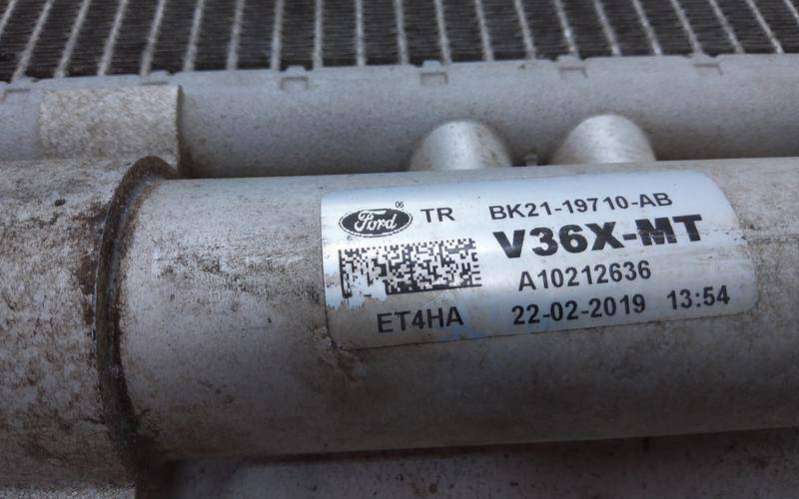 Ford TR BK21-19710-AB
V36X-MT
A10212636
ET4HA 22-02-2019 13:54